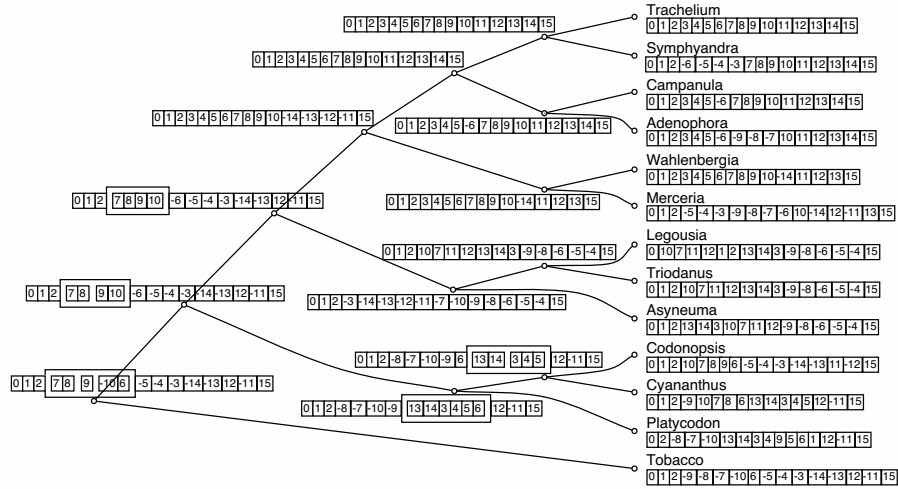 Trachelium
0 1 2 3 4 5 6 7 8 9 10 11 12 13 14 15
0 1 2 3 4 5 6 7 8 9 10 11 12 13 14 15
Symphyandra
0 1 2 -6 -5 -4 -3 7 8 9 10 11 12 13 14 15
0 1 2 3 4 5 6 7 8 9 10 11 12 13 14 15
Campanula
0 1 2 3 4 5 -6 7 8 9 10 11 12 13 14 15
0 1 2 3 4 5 6 7 8 9 10 -14 -13 -12 -11 15
0 1 2 3 4 5 -6 7 8 9 10 11 12 13 14 15
Adenophora
0 1 2 3 4 5 -6 -9 -8 -7 10 11 12 13 14 15
Wahlenbergia
0 1 2 3 4 5 6 7 8 9 10 -14 11 12 13 15
0 1 2 7 8 9 10 -6 -5 -4 -3 -14 -13 12 -11 15
0 1 2 3 4 5 6 7 8 9 10 -14 11 12 13 15
Merceria
0 1 2 -5 -4 -3 -9 -8 -7 -6 10 -14 -12 -11 13 15
Legousia
0 10 7 11 12 1 2 13 14 3 -9 -8 -6 -5 -4 15
0 1 2 10 7 11 12 13 14 3 -9 -8 -6 -5 -4 15
Triodanus
0 1 2 10 7 11 12 13 14 3 -9 -8 -6 -5 -4 15
0 1 2 7 8 9 10 -6 -5 -4 -3 -14 -13 -12 -11 15
0 1 2 -3 -14 -13 -12 -11 -7 -10 -9 -8 -6 -5 -4 15
Asyneuma
0 1 2 13 14 3 10 7 11 12 -9 -8 -6 -5 -4 15
Codonopsis
0 1 2 10 7 8 9 6 -5 -4 -3 -14 -13 11 -12 15
0 1 2 -8 -7 -10 -9 6 13 14 3 4 5 12 -11 15
Cyananthus
0 1 2 -9 10 7 8 6 13 14 3 4 5 12 -11 15
0 1 2 7 8 9 -10 6 -5 -4 -3 -14 -13 12 -11 15
0 1 2 -8 -7 -10 -9 13 14 3 4 5 6 12 -11 15
Platycodon
0 2 -8 -7 -10 13 14 3 4 9 5 6 1 12 -11 15
Tobacco
0 1 2 -9 -8 -7 -10 6 -5 -4 -3 -14 -13 12 -11 15